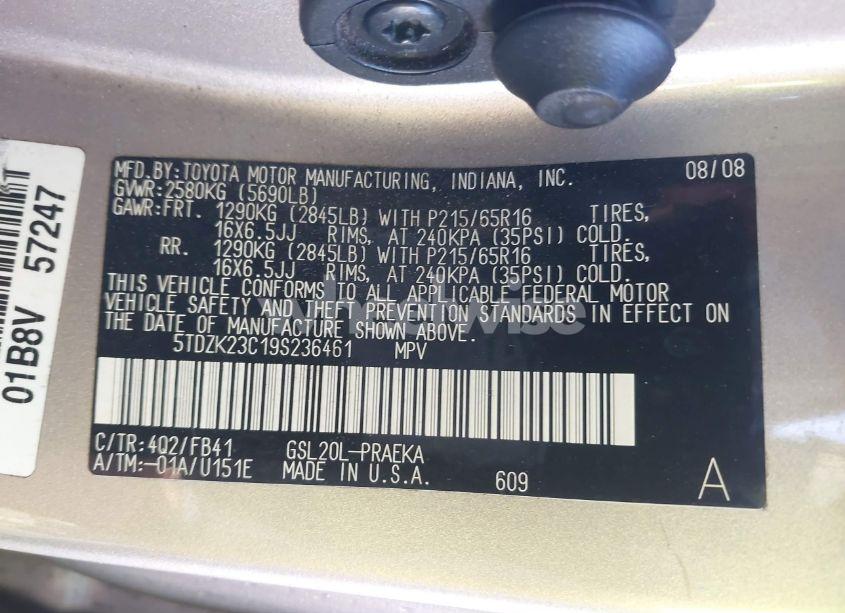 MFD.BY:TOYOTA MOTOR MANUFACTURING, INDIANA, INC. 08/08
GVWR:2580KG (5690LB)
GAWR:FRT. 1290KG (2845LB) WITH P215/65R16 TIRES,
16X6.5JJ RIMS, AT 240KPA (35PSI) COLD.
RR. 1290KG (2845LB) WITH P215/65R16 TIRES,
16X6.5JJ RIMS, AT 240KPA (35PSI) COLD.
THIS VEHICLE CONFORMS TO ALL APPLICABLE FEDERAL MOTOR
VEHICLE SAFETY AND THEFT PREVENTION STANDARDS IN EFFECT ON
THE DATE OF MANUFACTURE SHOWN ABOVE.
5TDZK23C19S236461 MPV
C/TR:4Q2/FB41 GSL20L-PRAEKA
A/TM:-01A/U151E MADE IN U.S.A. 609 A
01B8V 57247